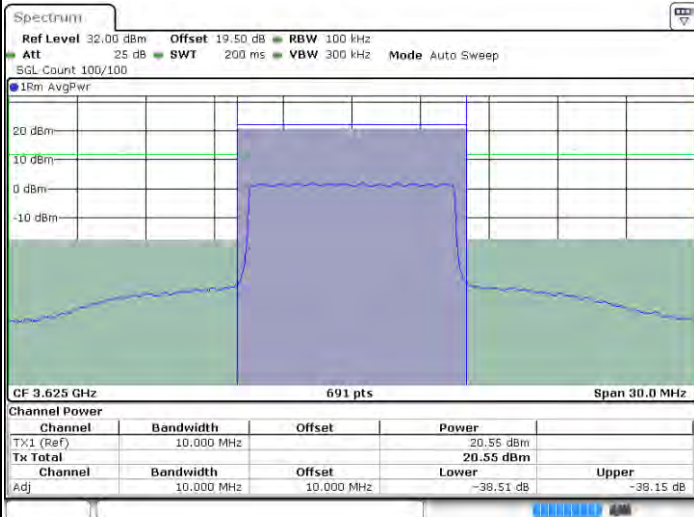 Spectrum
Ref Level 32.00 dBm Offset 19.50 dB RBW 100 kHz
Att 25 dB SWT 200 ms VBW 300 kHz Mode Auto Sweep
SGL Count 100/100
1Rm AvgPwr
20 dBm
10 dBm
0 dBm
-10 dBm
CF 3.625 GHz 691 pts Span 30.0 MHz
Channel Power
Channel Bandwidth Offset Power
TX1 (Ref) 10.000 MHz 20.55 dBm
Tx Total 20.55 dBm
Channel Bandwidth Offset Lower Upper
Adj 10.000 MHz 10.000 MHz -38.51 dB -38.15 dB